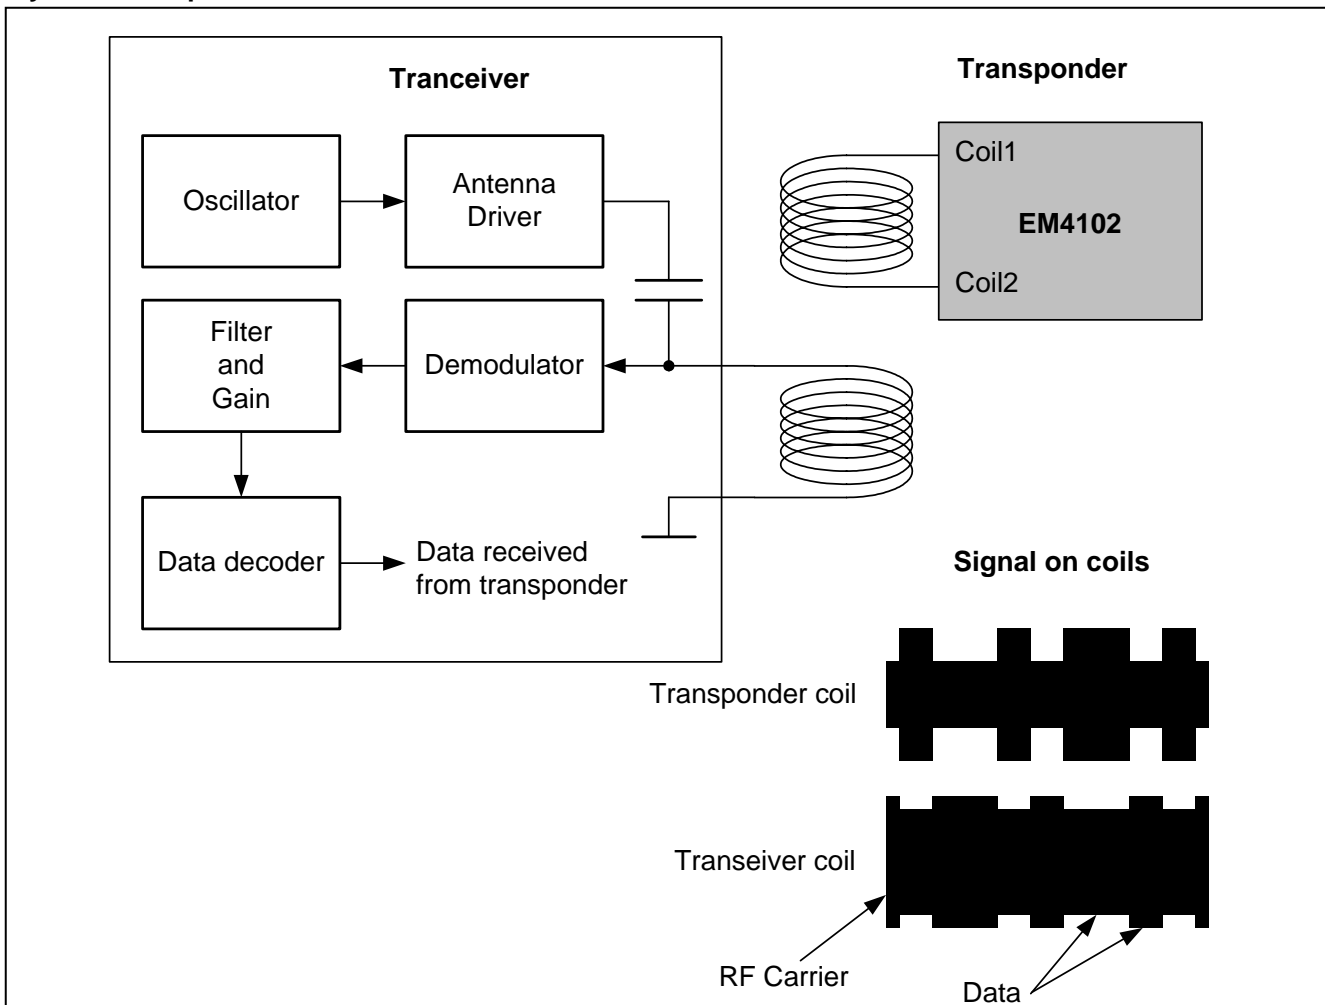 Tranceiver
Transponder
Oscillator
Antenna
Driver
Coil1
EM4102
Coil2
Filter
and
Gain
Demodulator
Data decoder
Data received
from transponder
Signal on coils
Transponder coil
Transeiver coil
RF Carrier
Data